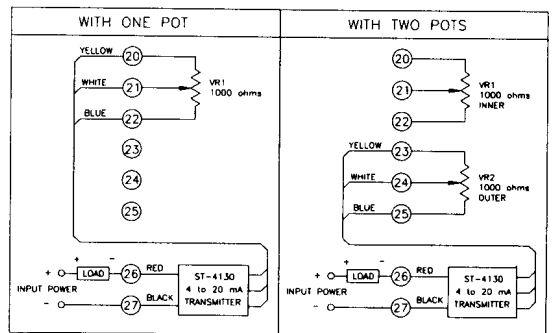 WITH ONE POT
YELLOW
20
WHITE
21
VR1
1000 ohms
BLUE
22
23
24
25
+ -
+ LOAD 26 RED
INPUT POWER
- 27 BLACK
ST-4130
4 to 20 mA
TRANSMITTER
WITH TWO POTS
20
21
VR1
1000 ohms
INNER
22
YELLOW
23
WHITE
24
VR2
1000 ohms
OUTER
BLUE
25
+ -
+ LOAD 26 RED
INPUT POWER
- 27 BLACK
ST-4130
4 to 20 mA
TRANSMITTER